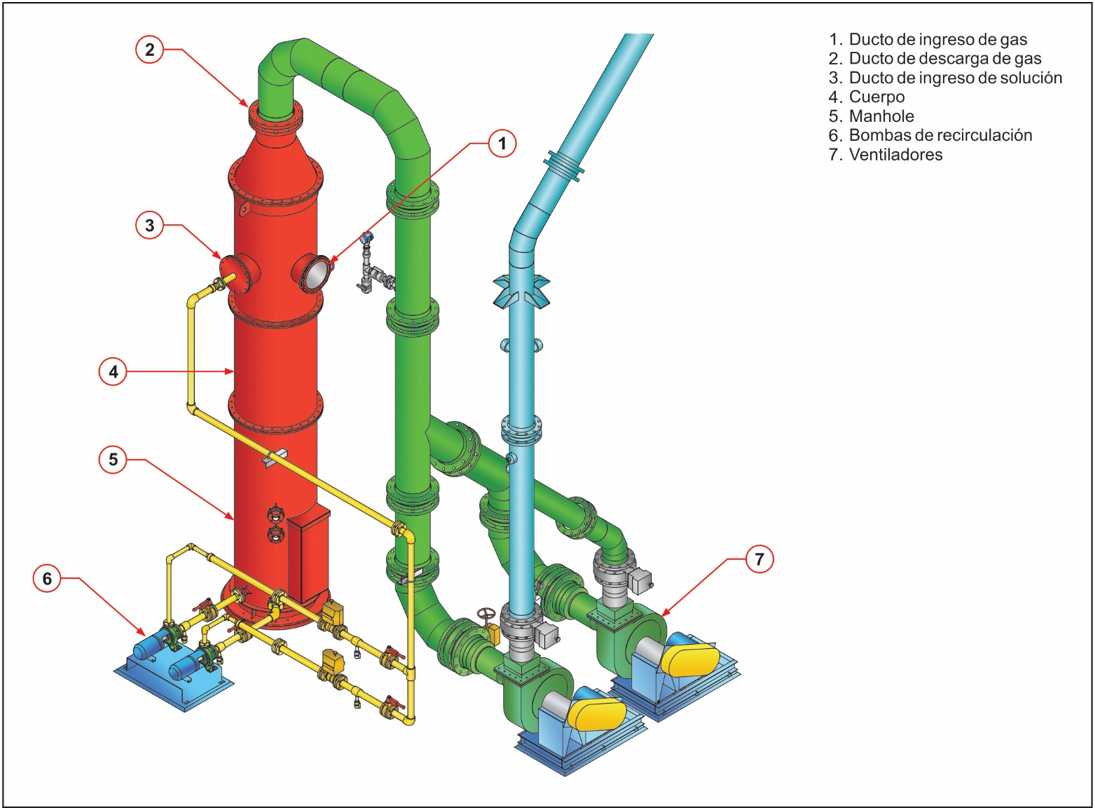 1. Ducto de ingreso de gas
2. Ducto de descarga de gas
3. Ducto de ingreso de solución
4. Cuerpo
5. Manhole
6. Bombas de recirculación
7. Ventiladores
2
1
3
4
5
6
7